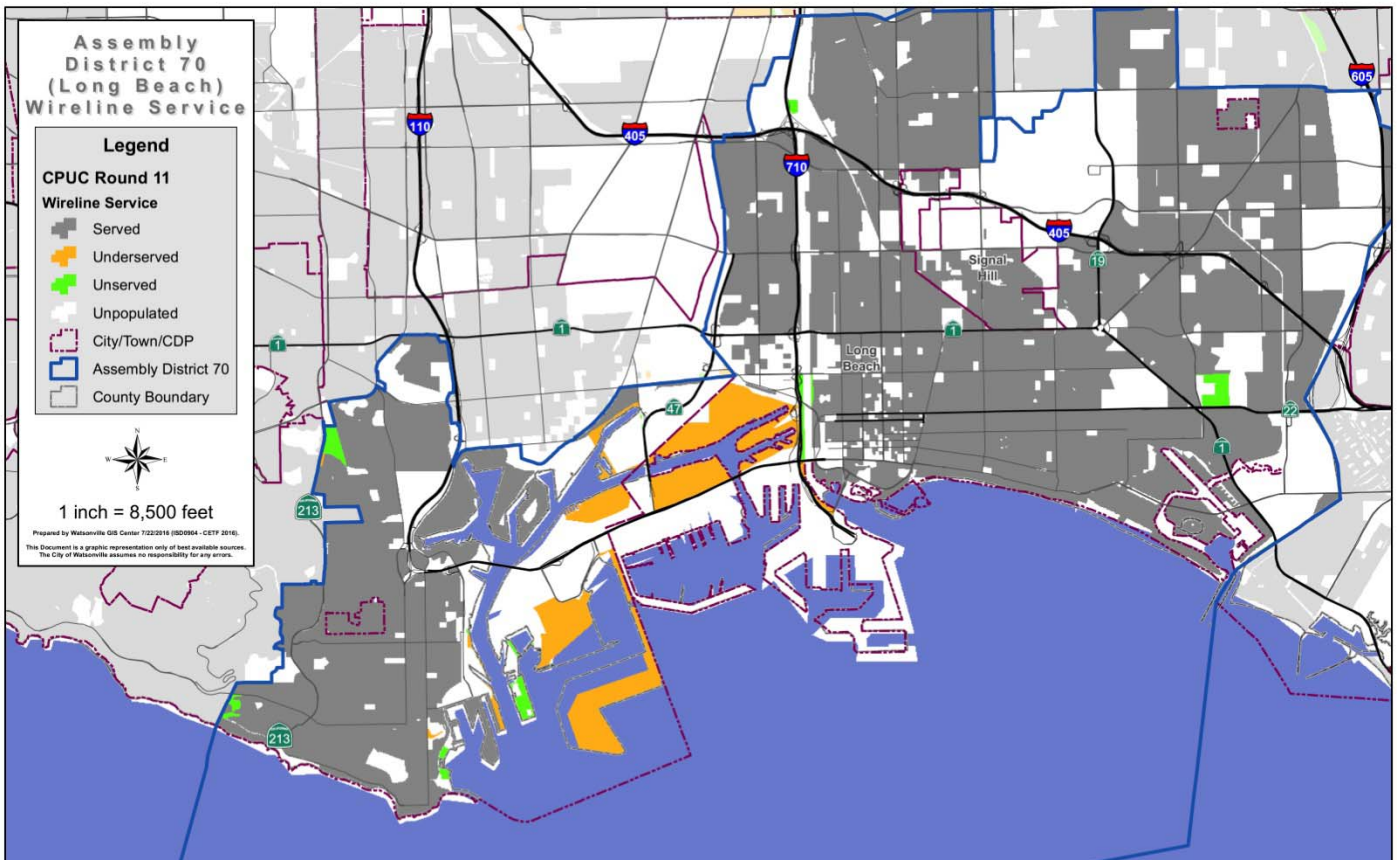 Assembly
District 70
(Long Beach)
Wireline Service
Legend
CPUC Round 11
Wireline Service
Served
Underserved
Unserved
Unpopulated
City/Town/CDP
Assembly District 70
County Boundary
N
W E
S
1 inch = 8,500 feet
Prepared by Watsonville GIS Center 7/22/2016 (ISD0904 - CETF 2016).
This Document is a graphic representation only of best available sources.
The City of Watsonville assumes no responsibility for any errors.
605
110
405
710
405
19
Signal
Hill
1
1
1
Long
Beach
47
22
1
213
213